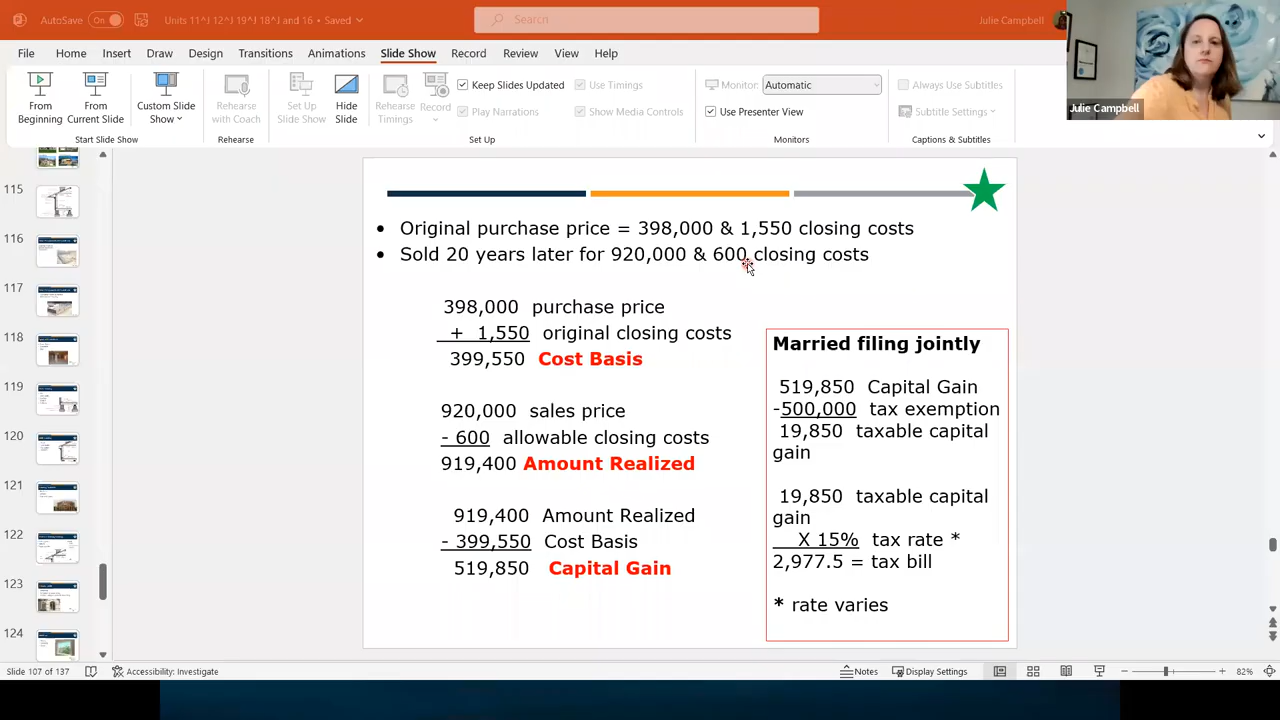 AutoSave On Units 11^J 12^J 19^J 18^J and 16 • Saved Search Julie Campbell
File Home Insert Draw Design Transitions Animations Slide Show Record Review View Help
From Beginning
From Current Slide
Custom Slide Show
Start Slide Show
Rehearse with Coach
Rehearse
Set Up Slide Show
Hide Slide
Rehearse Timings
Record
Keep Slides Updated
Play Narrations
Use Timings
Show Media Controls
Set Up
Monitor: Automatic
Use Presenter View
Monitors
Always Use Subtitles
Subtitle Settings
Captions & Subtitles
Julie Campbell
115
116
117
118
119
120
121
122
123
124
• Original purchase price = 398,000 & 1,550 closing costs
• Sold 20 years later for 920,000 & 600 closing costs
398,000 purchase price
+ 1,550 original closing costs
399,550 Cost Basis
920,000 sales price
- 600 allowable closing costs
919,400 Amount Realized
919,400 Amount Realized
- 399,550 Cost Basis
519,850 Capital Gain
Married filing jointly
519,850 Capital Gain
-500,000 tax exemption
19,850 taxable capital
gain
19,850 taxable capital
gain
X 15% tax rate *
2,977.5 = tax bill
* rate varies
Slide 107 of 137 Accessibility: Investigate Notes Display Settings 82%